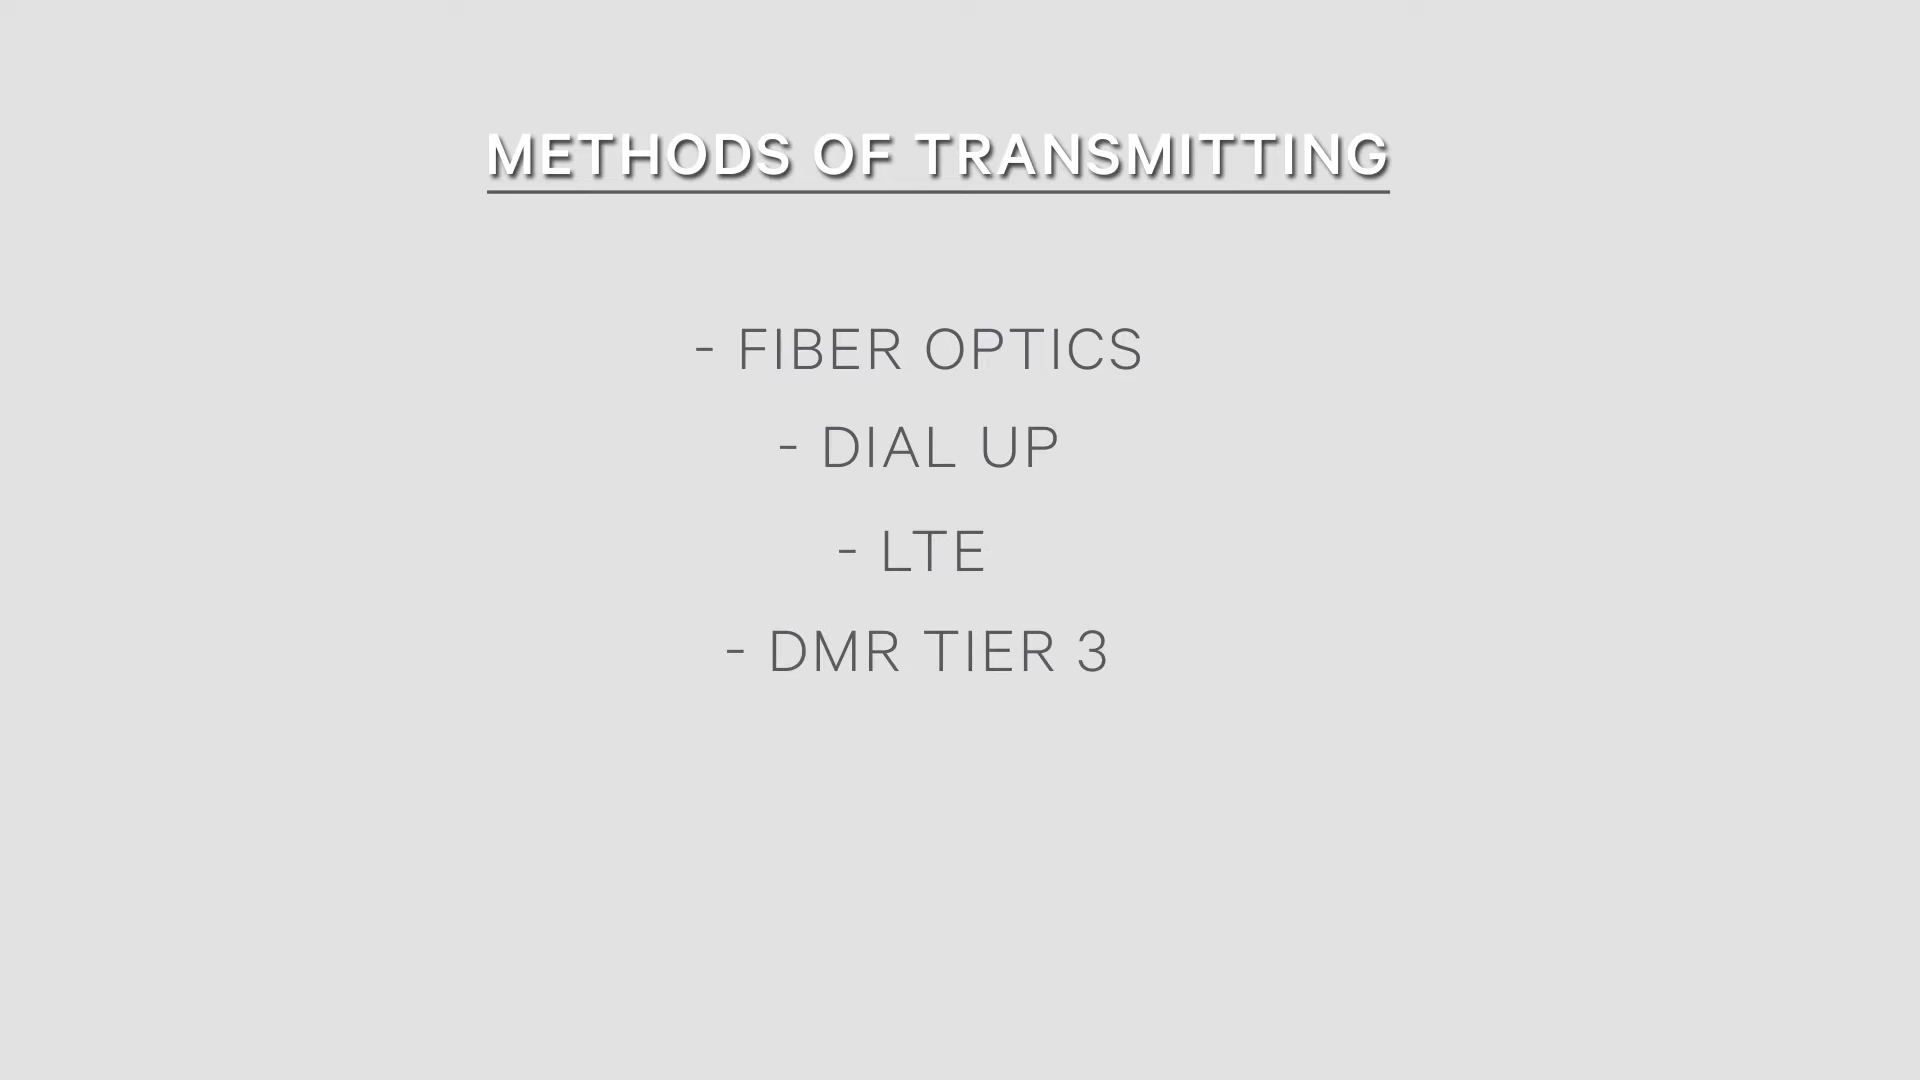 METHODS OF TRANSMITTING
- FIBER OPTICS
- DIAL UP
- LTE
- DMR TIER 3